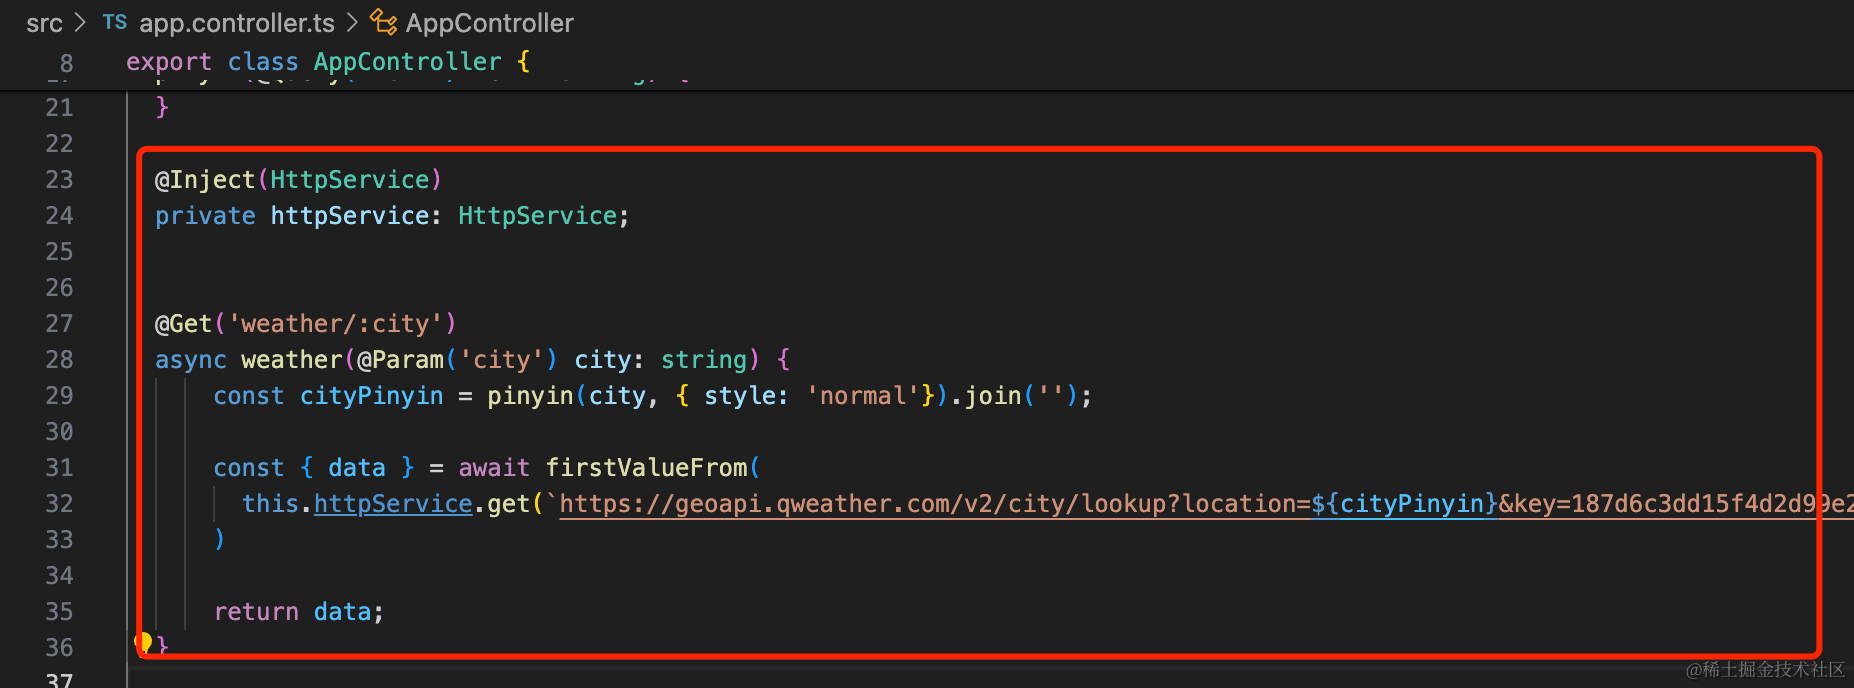 src > TS app.controller.ts > AppController
8 export class AppController {
21 }
22
23 @Inject(HttpService)
24 private httpService: HttpService;
25
26
27 @Get('weather/:city')
28 async weather(@Param('city') city: string) {
29 const cityPinyin = pinyin(city, { style: 'normal'}).join('');
30
31 const { data } = await firstValueFrom(
32 this.httpService.get(`https://geoapi.qweather.com/v2/city/lookup?location=${cityPinyin}&key=187d6c3dd15f4d2d99e2
33 )
34
35 return data;
36 }
37
@稀土掘金技术社区